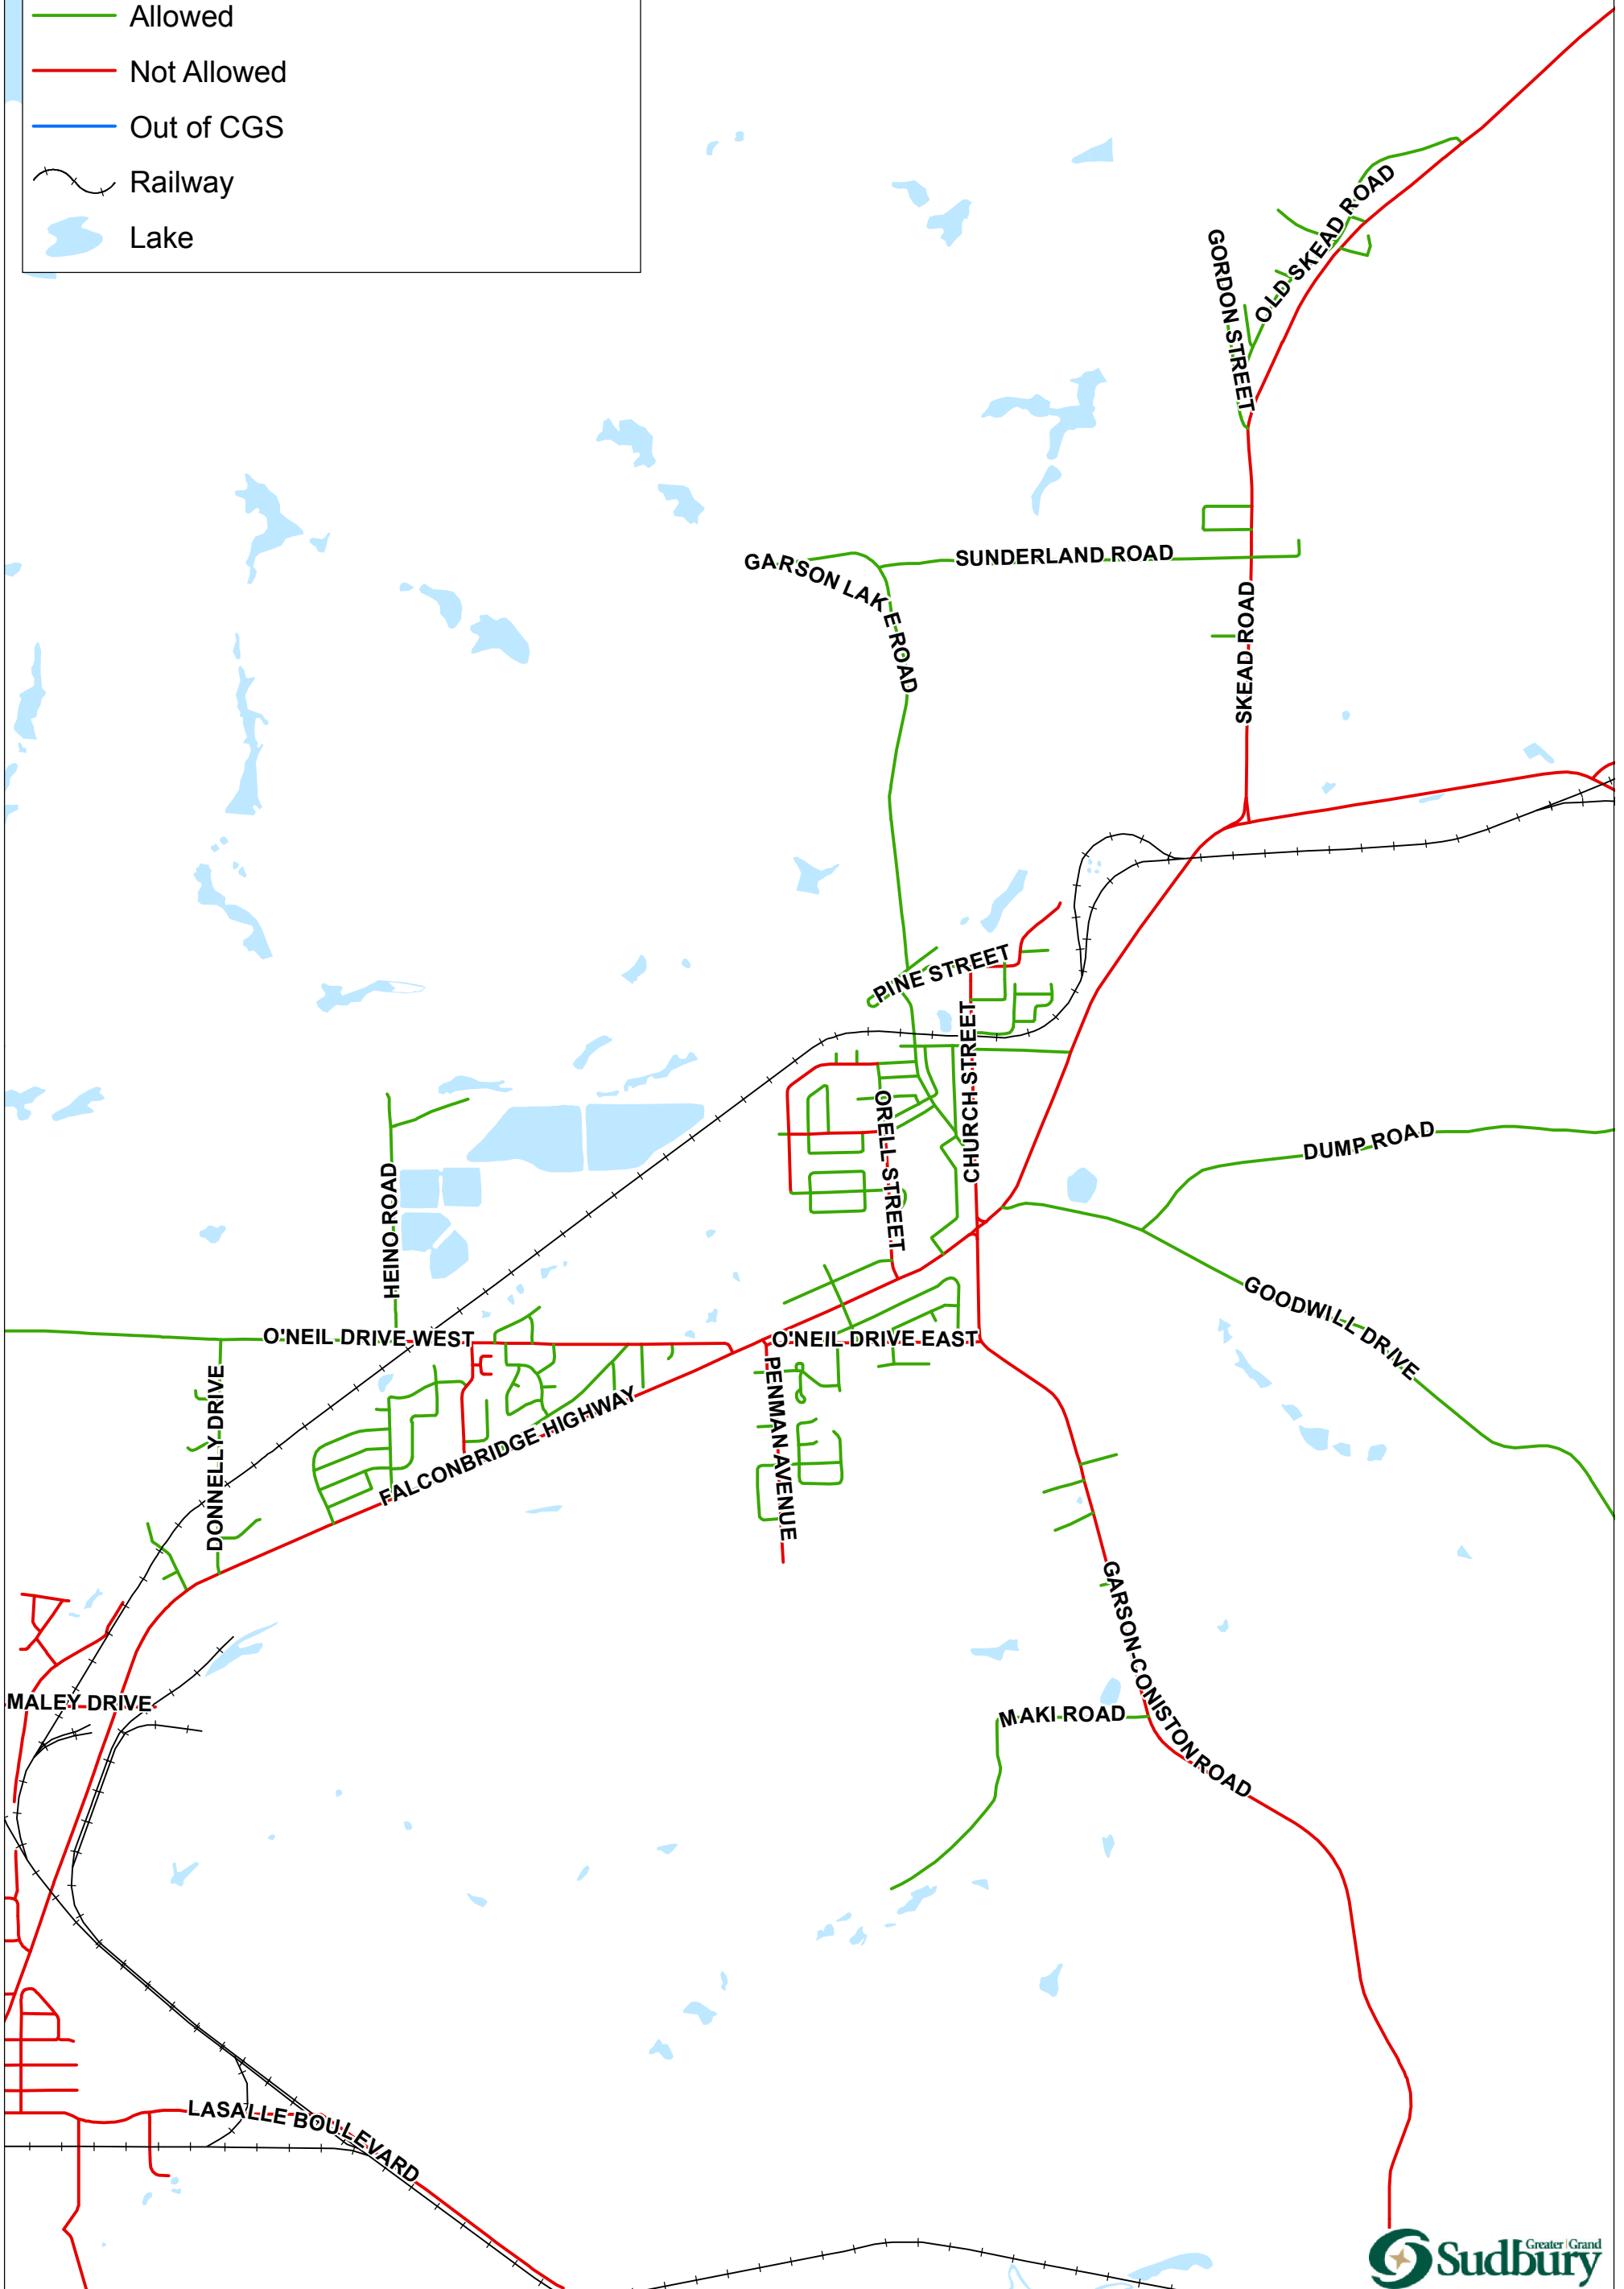 Allowed
Not Allowed
Out of CGS
Railway
Lake
OLD SKEAD ROAD
GORDON STREET
SUNDERLAND ROAD
GARSON LAKE ROAD
SKEAD ROAD
PINE STREET
CHURCH STREET
ORELL STREET
DUMP ROAD
HEINO ROAD
GOODWILL DRIVE
O'NEIL DRIVE WEST
O'NEIL DRIVE EAST
DONNELLY DRIVE
PENMAN AVENUE
FALCONBRIDGE HIGHWAY
GARSON-CONISTON ROAD
MALEY DRIVE
MAKI ROAD
LASALLE BOULEVARD
Greater | Grand
Sudbury